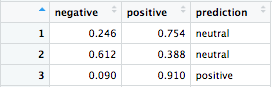 negative positive prediction
1 0.246 0.754 neutral
2 0.612 0.388 neutral
3 0.090 0.910 positive